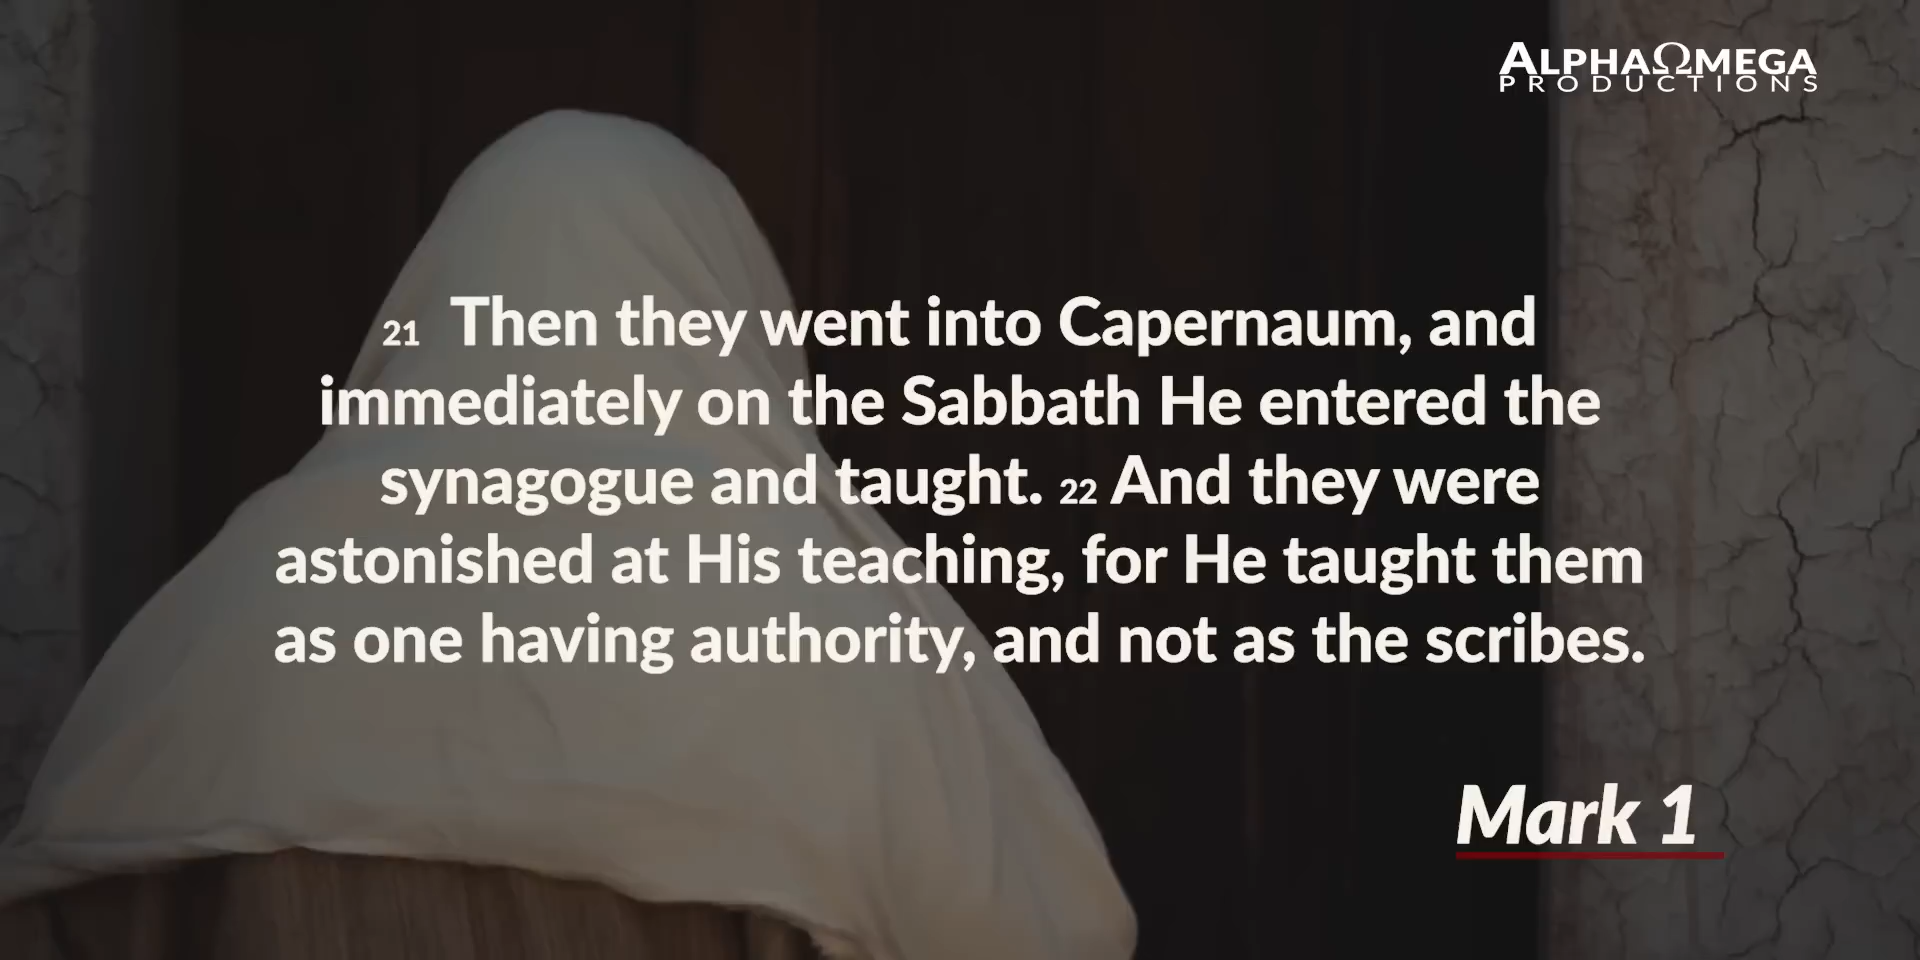 ALPHAΩMEGA
PRODUCTIONS
21 Then they went into Capernaum, and
immediately on the Sabbath He entered the
synagogue and taught. 22 And they were
astonished at His teaching, for He taught them
as one having authority, and not as the scribes.
Mark 1